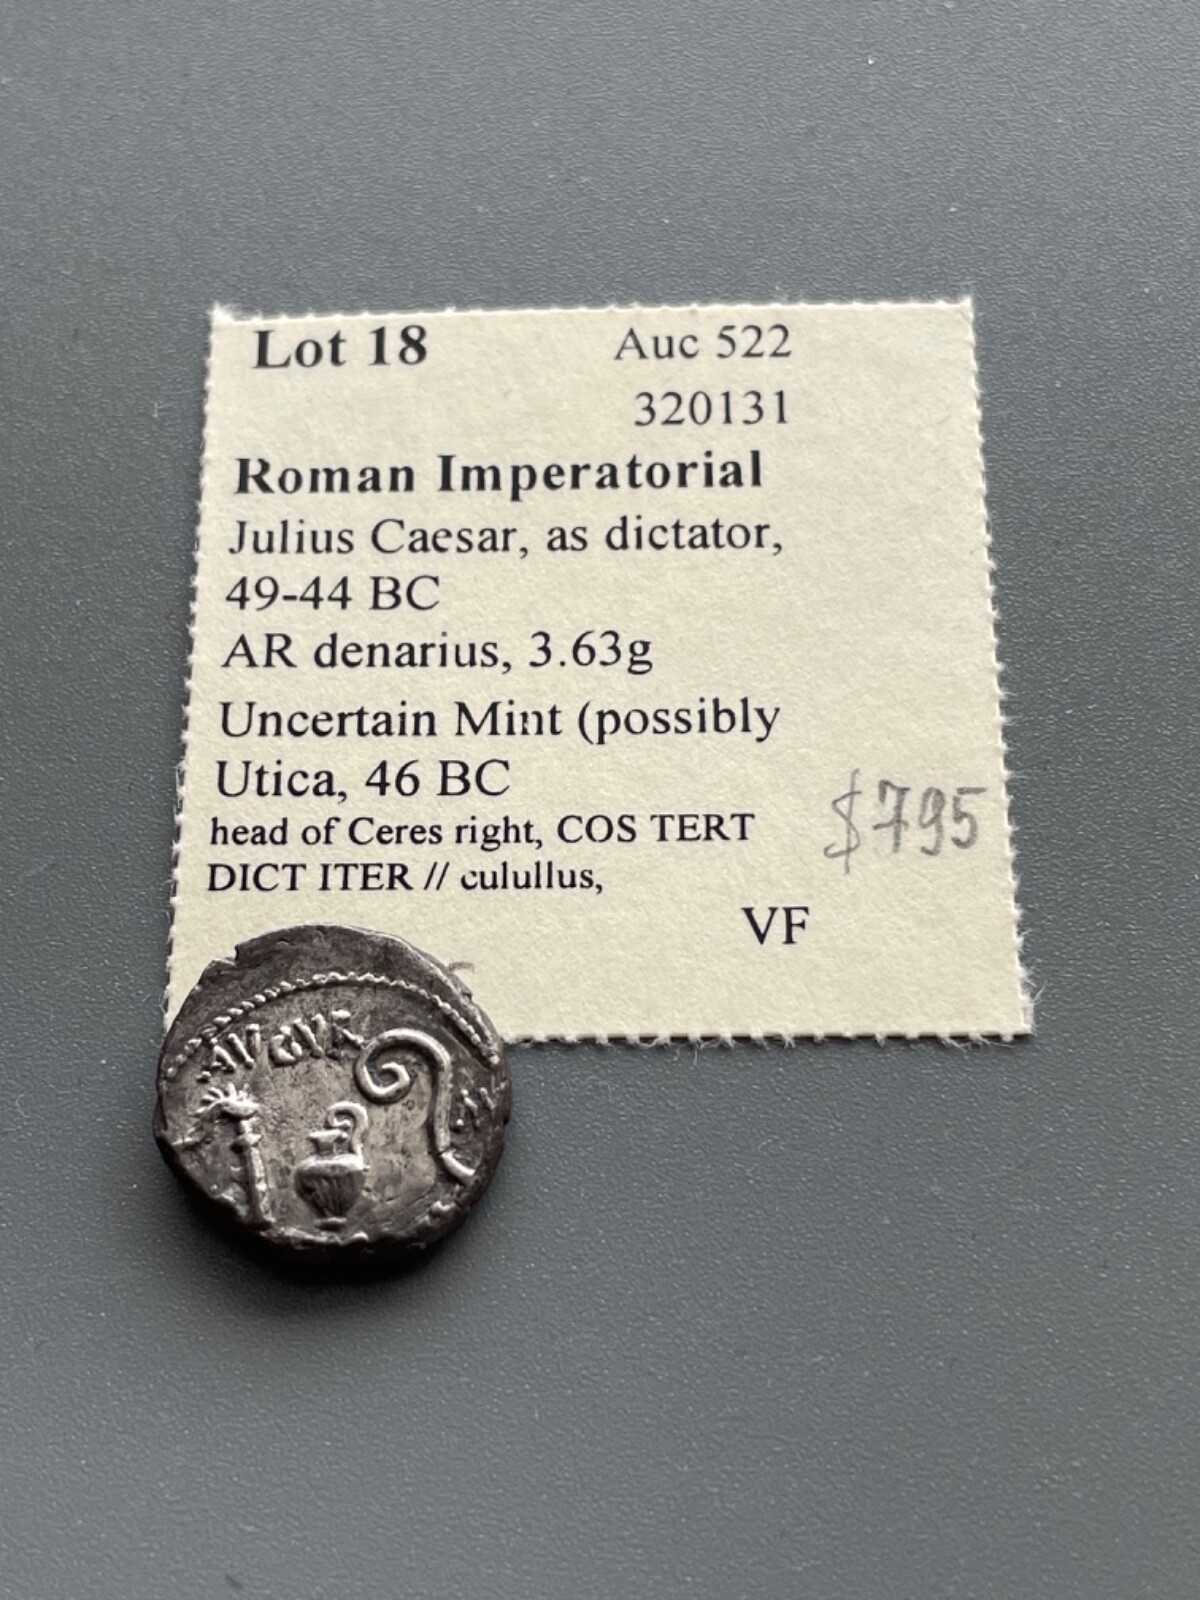 Lot 18 Auc 522
320131
Roman Imperatorial
Julius Caesar, as dictator,
49-44 BC
AR denarius, 3.63g
Uncertain Mint (possibly
Utica, 46 BC
$795
head of Ceres right, COS TERT
DICT ITER // culullus,
VF
AVGVR